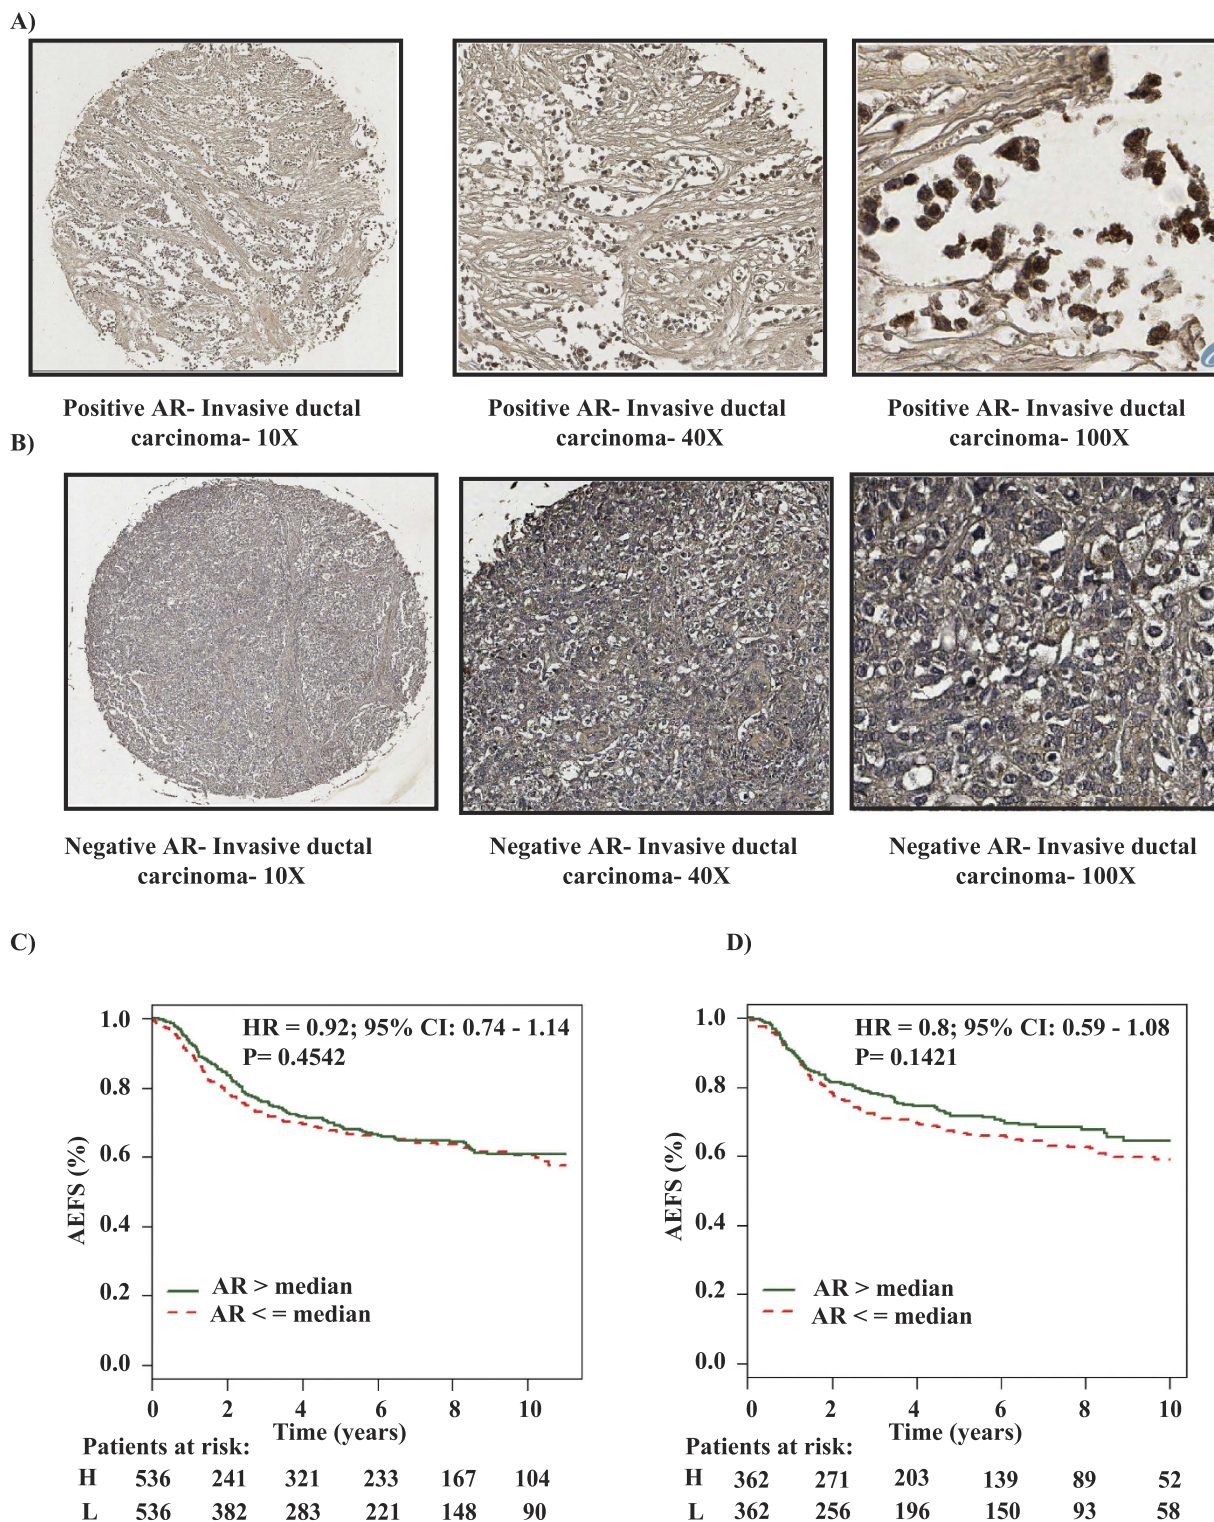 A)
Positive AR- Invasive ductal
carcinoma- 10X
Positive AR- Invasive ductal
carcinoma- 40X
Positive AR- Invasive ductal
carcinoma- 100X
B)
Negative AR- Invasive ductal
carcinoma- 10X
Negative AR- Invasive ductal
carcinoma- 40X
Negative AR- Invasive ductal
carcinoma- 100X
C)
HR = 0.92; 95% CI: 0.74 - 1.14
P= 0.4542
1.0
0.8
0.6
0.4
0.2
0.0
AEFS (%)
AR > median
AR < = median
0 2 4 6 8 10
Time (years)
Patients at risk:
H 536 241 321 233 167 104
L 536 382 283 221 148 90
D)
HR = 0.8; 95% CI: 0.59 - 1.08
P= 0.1421
1.0
0.8
0.6
0.4
0.2
0.0
AEFS (%)
AR > median
AR < = median
0 2 4 6 8 10
Time (years)
Patients at risk:
H 362 271 203 139 89 52
L 362 256 196 150 93 58